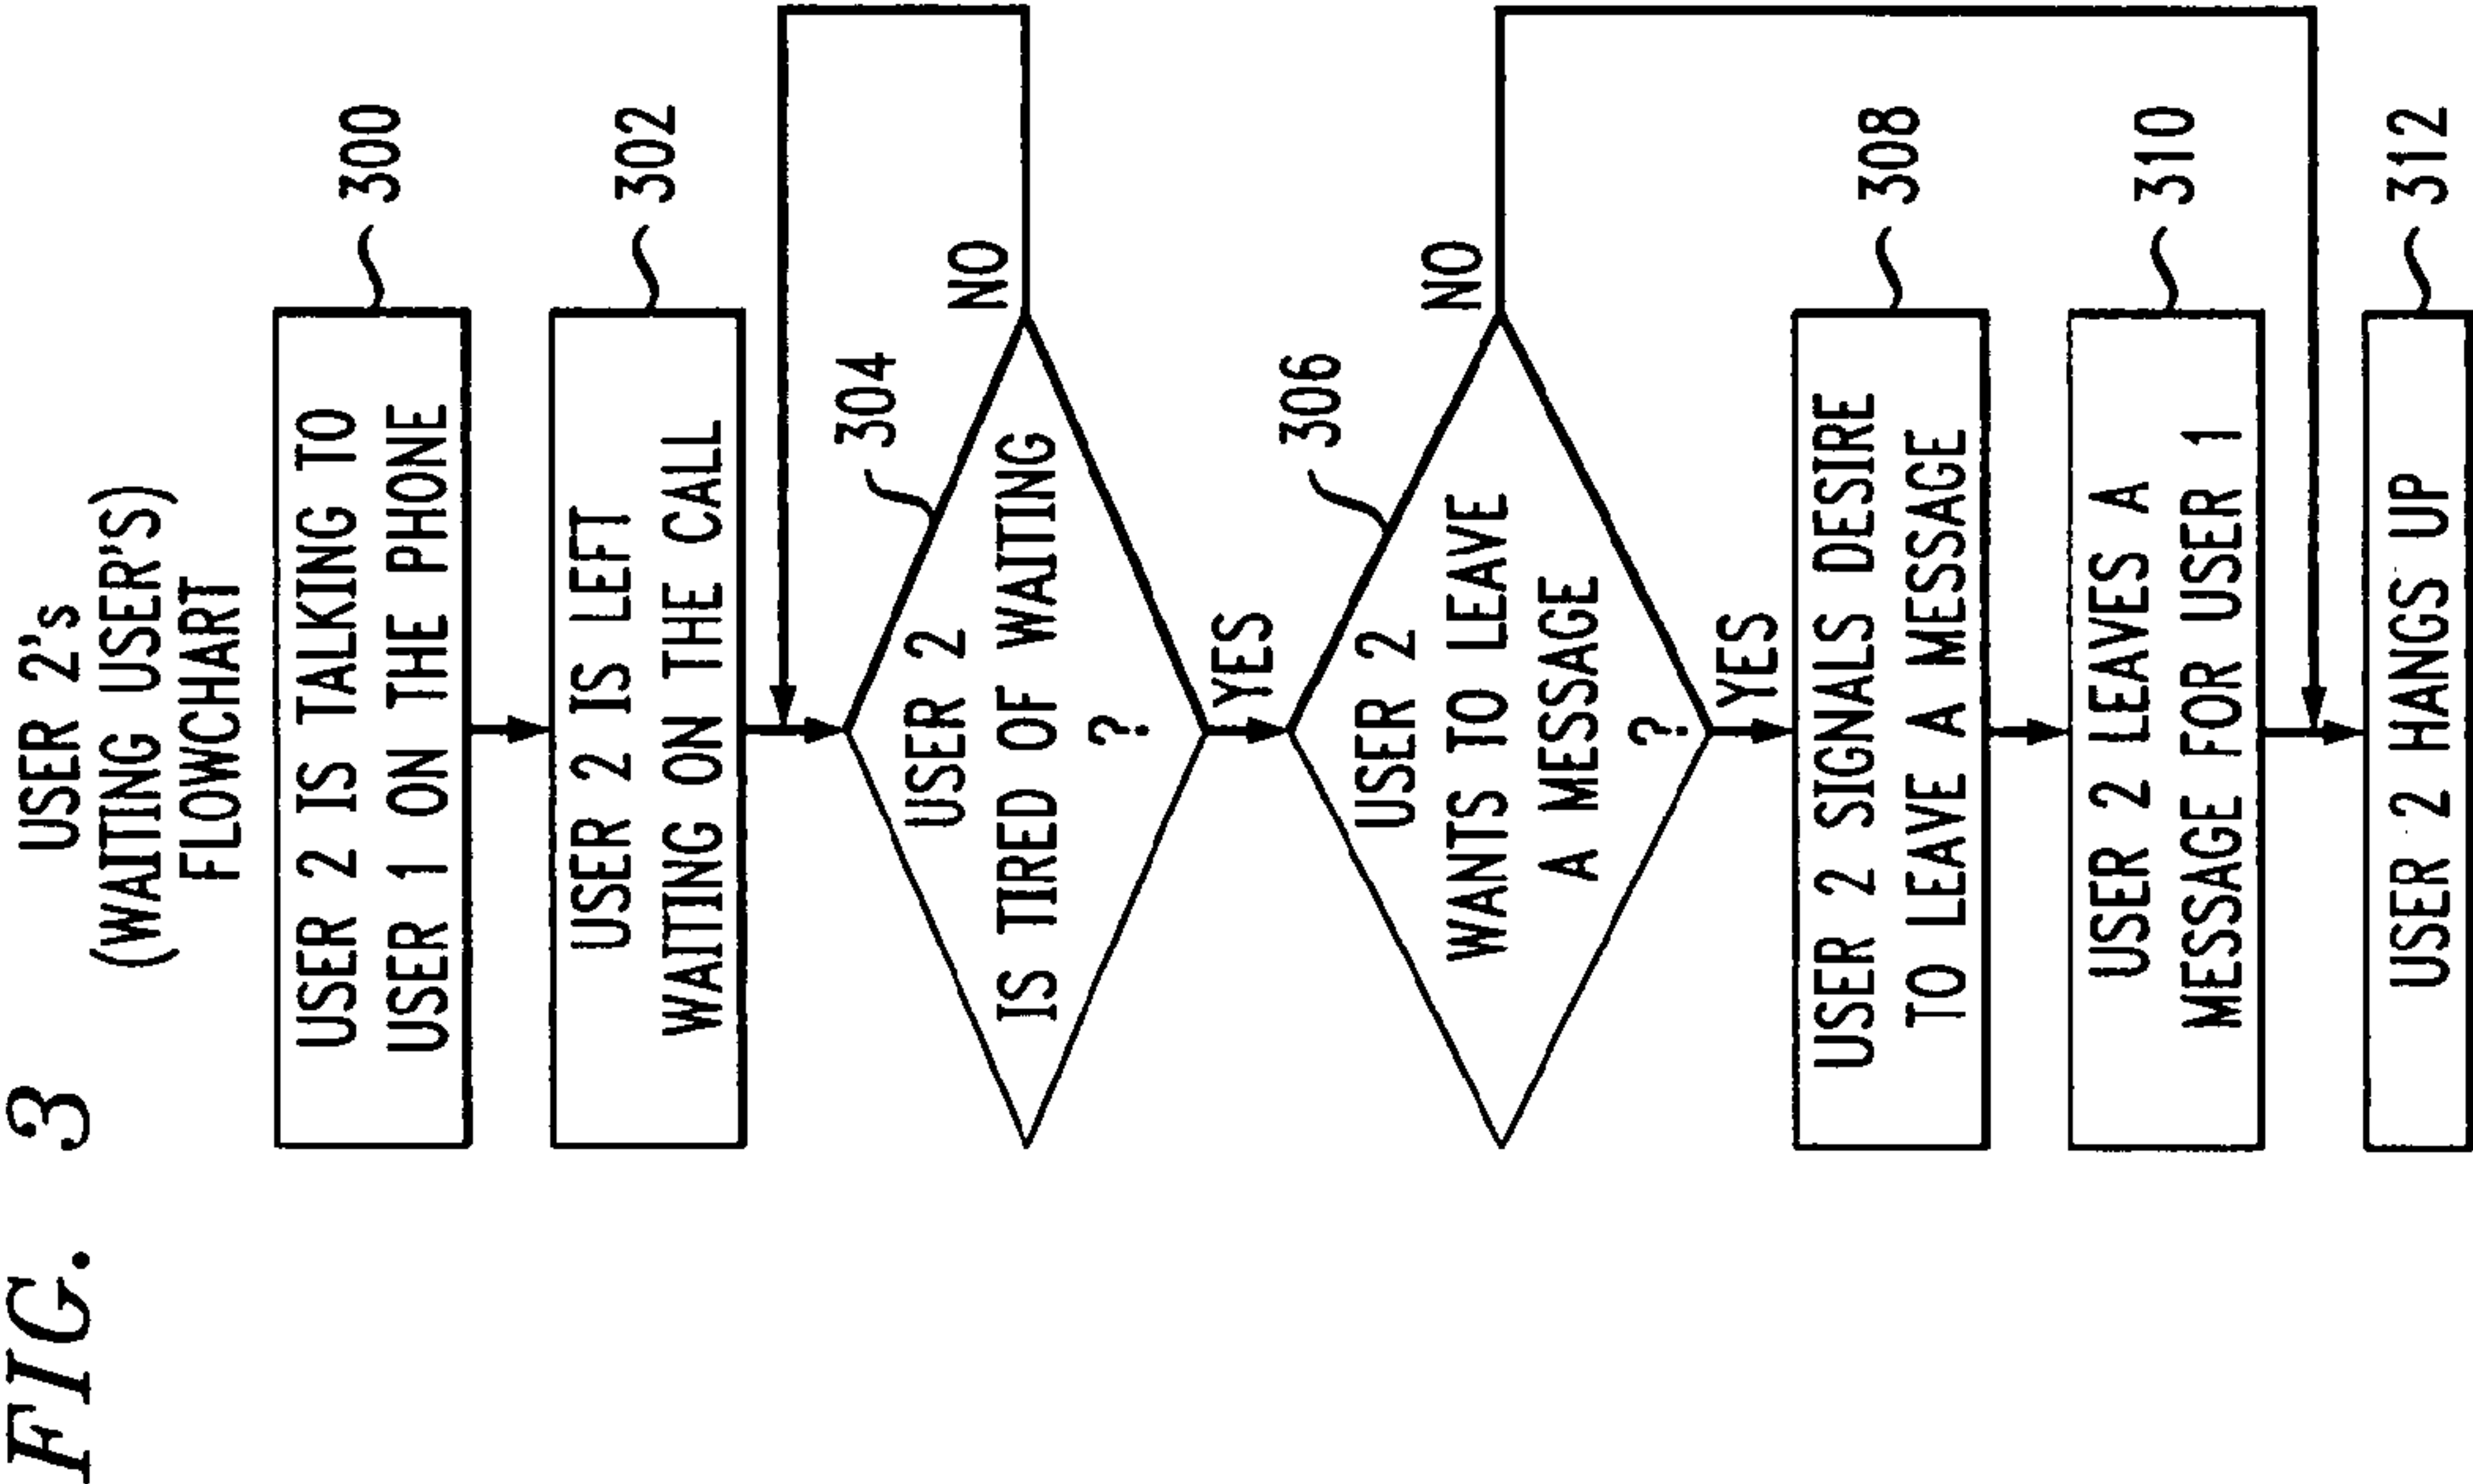 FIG. 3
USER 2's
(WAITING USER'S)
FLOWCHART
USER 2 IS TALKING TO
USER 1 ON THE PHONE
300
USER 2 IS LEFT
WAITING ON THE CALL
302
304
USER 2
IS TIRED OF WAITING
?
NO
YES
306
USER 2
WANTS TO LEAVE
A MESSAGE
?
NO
YES
USER 2 SIGNALS DESIRE
TO LEAVE A MESSAGE
308
USER 2 LEAVES A
MESSAGE FOR USER 1
310
USER 2 HANGS UP
312